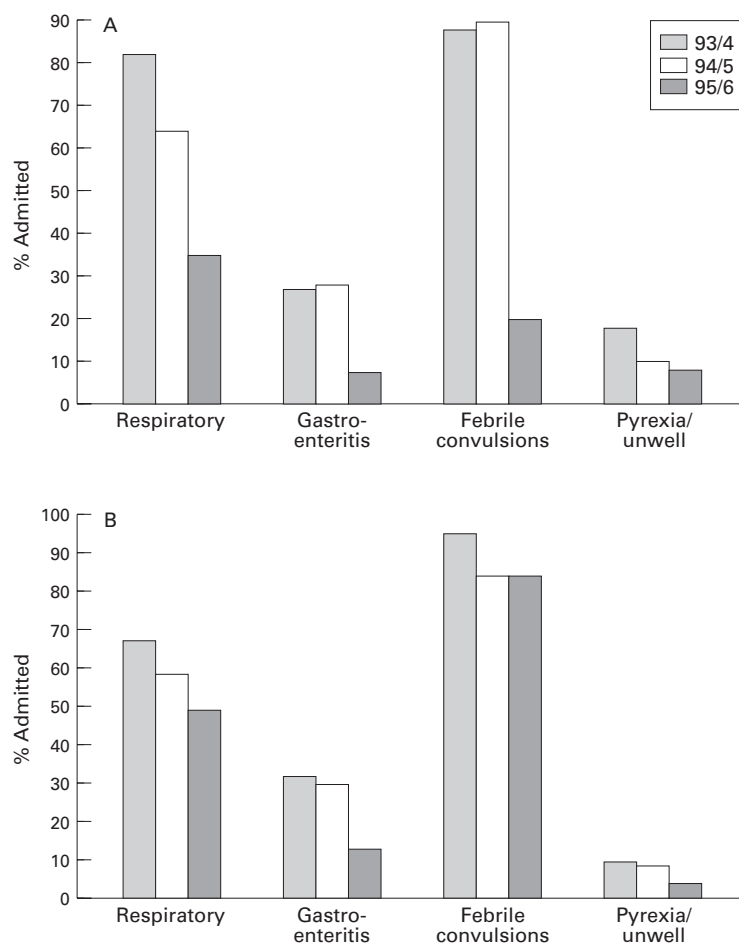 A
90
80
70
60
50
40
30
20
10
0
% Admitted
93/4
94/5
95/6
Respiratory
Gastro-
enteritis
Febrile
convulsions
Pyrexia/
unwell
B
100
90
80
70
60
50
40
30
20
10
0
% Admitted
Respiratory
Gastro-
enteritis
Febrile
convulsions
Pyrexia/
unwell